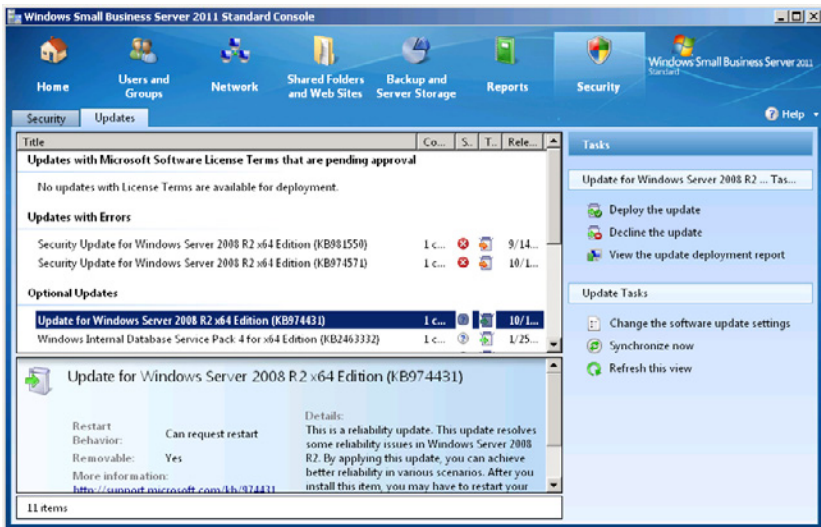 Windows Small Business Server 2011 Standard Console
Home
Users and Groups
Network
Shared Folders and Web Sites
Backup and Server Storage
Reports
Security
Windows Small Business Server 2011
Standard
Security
Updates
Help
Title Co... S.. T.. Rele...
Updates with Microsoft Software License Terms that are pending approval
No updates with License Terms are available for deployment.
Updates with Errors
Security Update for Windows Server 2008 R2 x64 Edition (KB981550) 1 c... 9/14...
Security Update for Windows Server 2008 R2 x64 Edition (KB974571) 1 c... 10/1...
Optional Updates
Update for Windows Server 2008 R2 x64 Edition (KB974431) 1 c... 10/1...
Windows Internal Database Service Pack 4 for x64 Edition (KB2463332) 1 c... 1/25...
Update for Windows Server 2008 R2 x64 Edition (KB974431)
Restart Behavior: Can request restart
Removable: Yes
More information:
http://support.microsoft.com/kb/974431
Details:
This is a reliability update. This update resolves
some reliability issues in Windows Server 2008
R2. By applying this update, you can achieve
better reliability in various scenarios. After you
install this item, you may have to restart your
11 items
Tasks
Update for Windows Server 2008 R2 ... Tas...
Deploy the update
Decline the update
View the update deployment report
Update Tasks
Change the software update settings
Synchronize now
Refresh this view